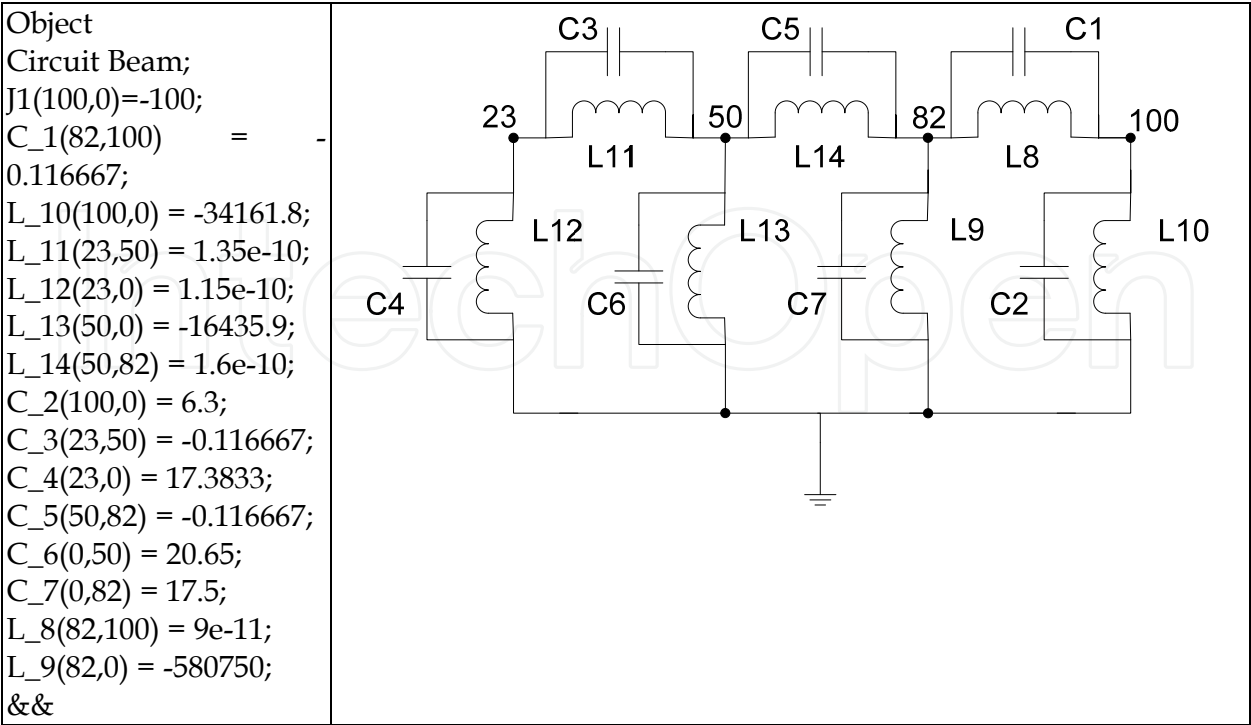 Object
Circuit Beam;
J1(100,0)=-100;
C_1(82,100) = -
0.116667;
L_10(100,0) = -34161.8;
L_11(23,50) = 1.35e-10;
L_12(23,0) = 1.15e-10;
L_13(50,0) = -16435.9;
L_14(50,82) = 1.6e-10;
C_2(100,0) = 6.3;
C_3(23,50) = -0.116667;
C_4(23,0) = 17.3833;
C_5(50,82) = -0.116667;
C_6(0,50) = 20.65;
C_7(0,82) = 17.5;
L_8(82,100) = 9e-11;
L_9(82,0) = -580750;
&&
C3 C5 C1
23 50 82 100
L11 L14 L8
L12 L13 L9 L10
C4 C6 C7 C2
IntechOpen